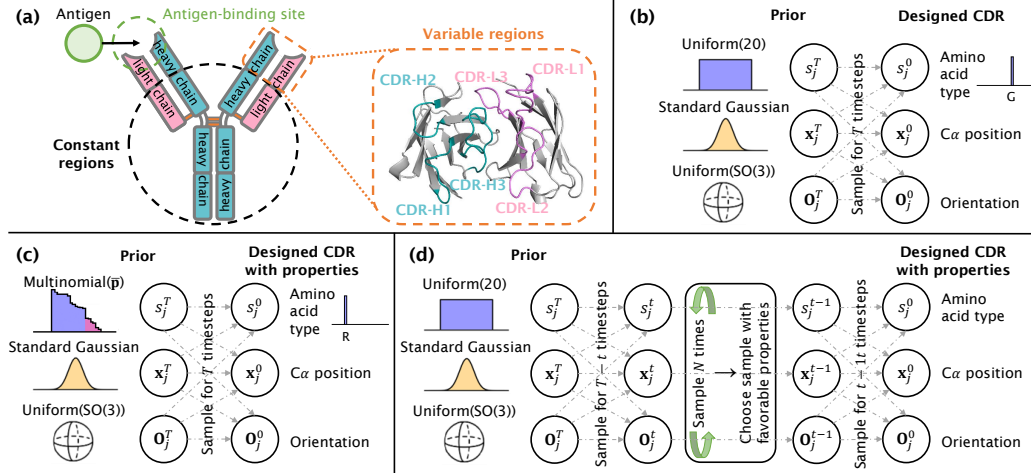 (a)
Antigen
Antigen-binding site
heavy chain
light chain
heavy chain
light chain
heavy chain
heavy chain
Constant
regions
Variable regions
CDR-H2
CDR-L3
CDR-L1
CDR-H3
CDR-H1
CDR-L2
(b)
Prior
Designed CDR
Uniform(20)
s_j^T
s_j^0
Amino
acid
type
G
Standard Gaussian
x_j^T
x_j^0
Cα position
Uniform(SO(3))
O_j^T
O_j^0
Orientation
Sample for T timesteps
(c)
Prior
Designed CDR
with properties
Multinomial(p̅)
s_j^T
s_j^0
Amino
acid
type
R
Standard Gaussian
x_j^T
x_j^0
Cα position
Uniform(SO(3))
O_j^T
O_j^0
Orientation
Sample for T timesteps
(d)
Prior
Designed CDR
with properties
Uniform(20)
s_j^T
s_j^t
s_j^{t−1}
s_j^0
Amino
acid type
Standard Gaussian
x_j^T
x_j^t
x_j^{t−1}
x_j^0
Cα position
Uniform(SO(3))
O_j^T
O_j^t
O_j^{t−1}
O_j^0
Orientation
Sample for T − t timesteps
Sample N times
→
Choose sample with
favorable properties
Sample for t − 1t timesteps